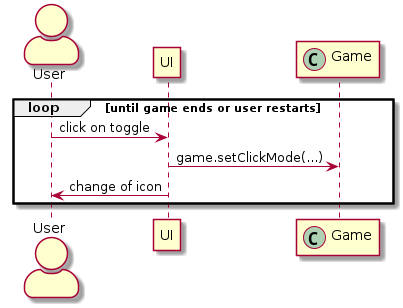 User
UI
C Game
loop [until game ends or user restarts]
click on toggle
game.setClickMode(...)
change of icon
User
UI
C Game